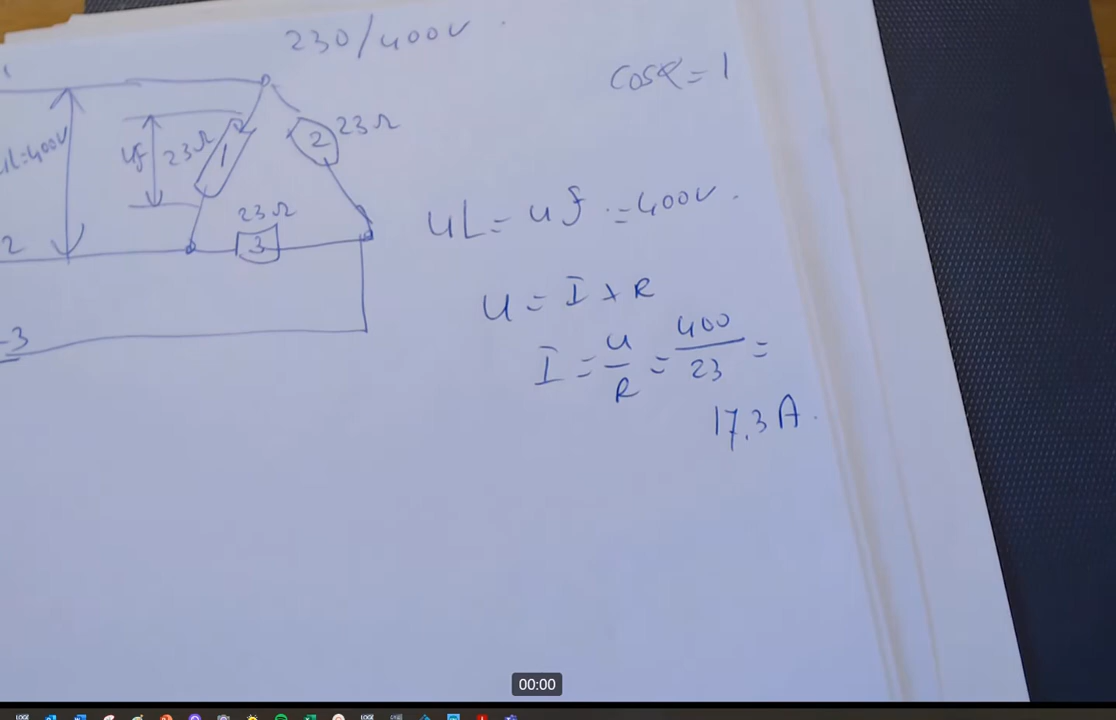 230/400V.
cosφ=1
UL=400V
Uf
23Ω
1
2
23Ω
23Ω
3
2
3
UL=Uf.=400V.
U=I×R
I=U/R=400/23=
17,3A.
00:00